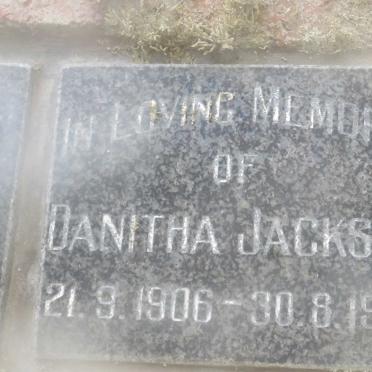 IN LOVING MEMOR
OF
DANITHA JACKS
21.9.1906 - 30.8.19